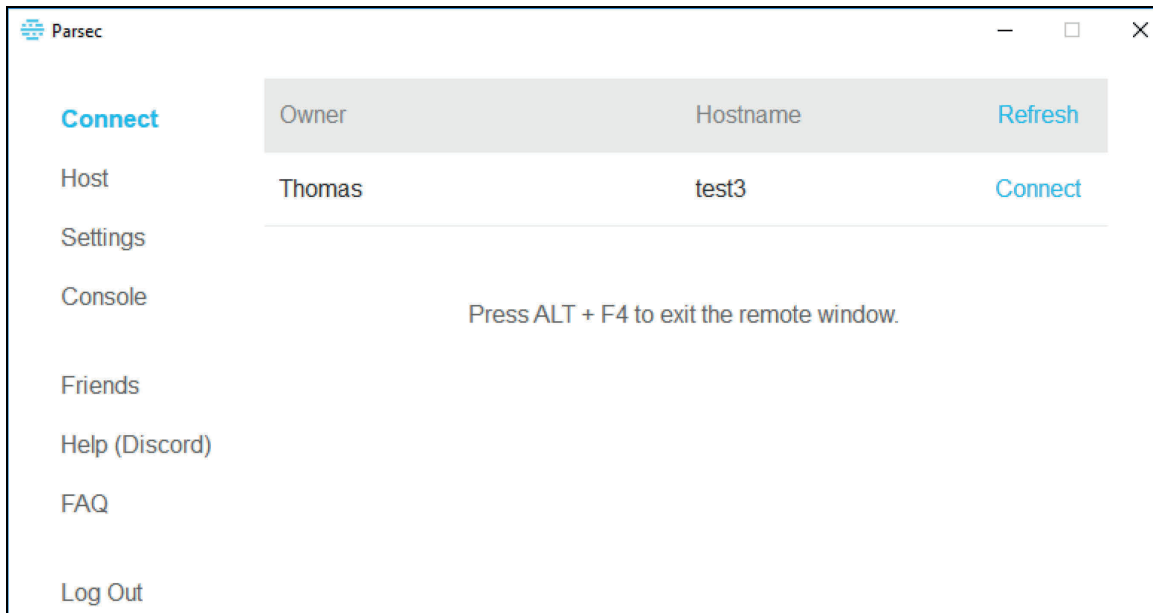 Parsec
Connect
Host
Settings
Console
Friends
Help (Discord)
FAQ
Log Out
Owner Hostname Refresh
Thomas test3 Connect
Press ALT + F4 to exit the remote window.